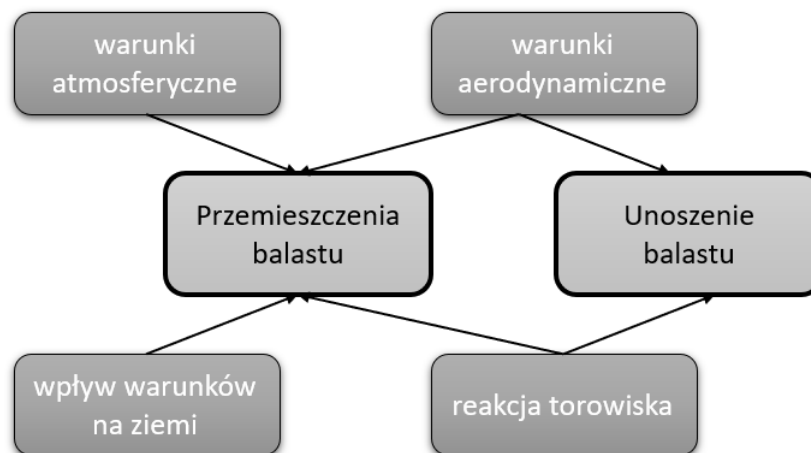 warunki
atmosferyczne
warunki
aerodynamiczne
Przemieszczenia
balastu
Unoszenie
balastu
wpływ warunków
na ziemi
reakcja torowiska